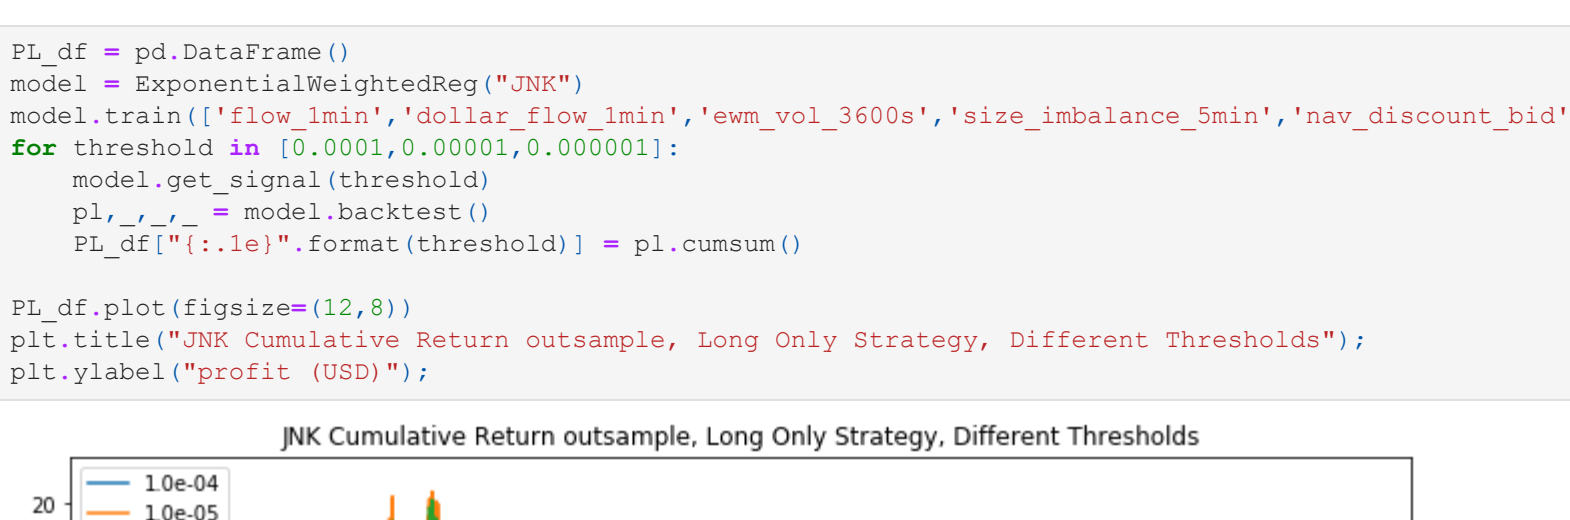 PL_df = pd.DataFrame()
model = ExponentialWeightedReg("JNK")
model.train(['flow_1min','dollar_flow_1min','ewm_vol_3600s','size_imbalance_5min','nav_discount_bid'
for threshold in [0.0001,0.00001,0.000001]:
    model.get_signal(threshold)
    pl,_,_,_ = model.backtest()
    PL_df["{:.1e}".format(threshold)] = pl.cumsum()
PL_df.plot(figsize=(12,8))
plt.title("JNK Cumulative Return outsample, Long Only Strategy, Different Thresholds");
plt.ylabel("profit (USD)");
JNK Cumulative Return outsample, Long Only Strategy, Different Thresholds
1.0e-04
20
1.0e-05